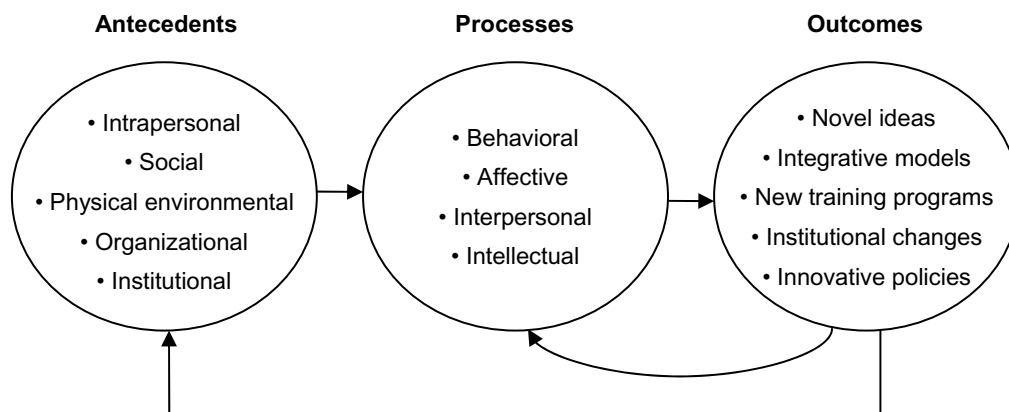 Antecedents
Processes
Outcomes
• Intrapersonal
• Social
• Physical environmental
• Organizational
• Institutional
• Behavioral
• Affective
• Interpersonal
• Intellectual
• Novel ideas
• Integrative models
• New training programs
• Institutional changes
• Innovative policies